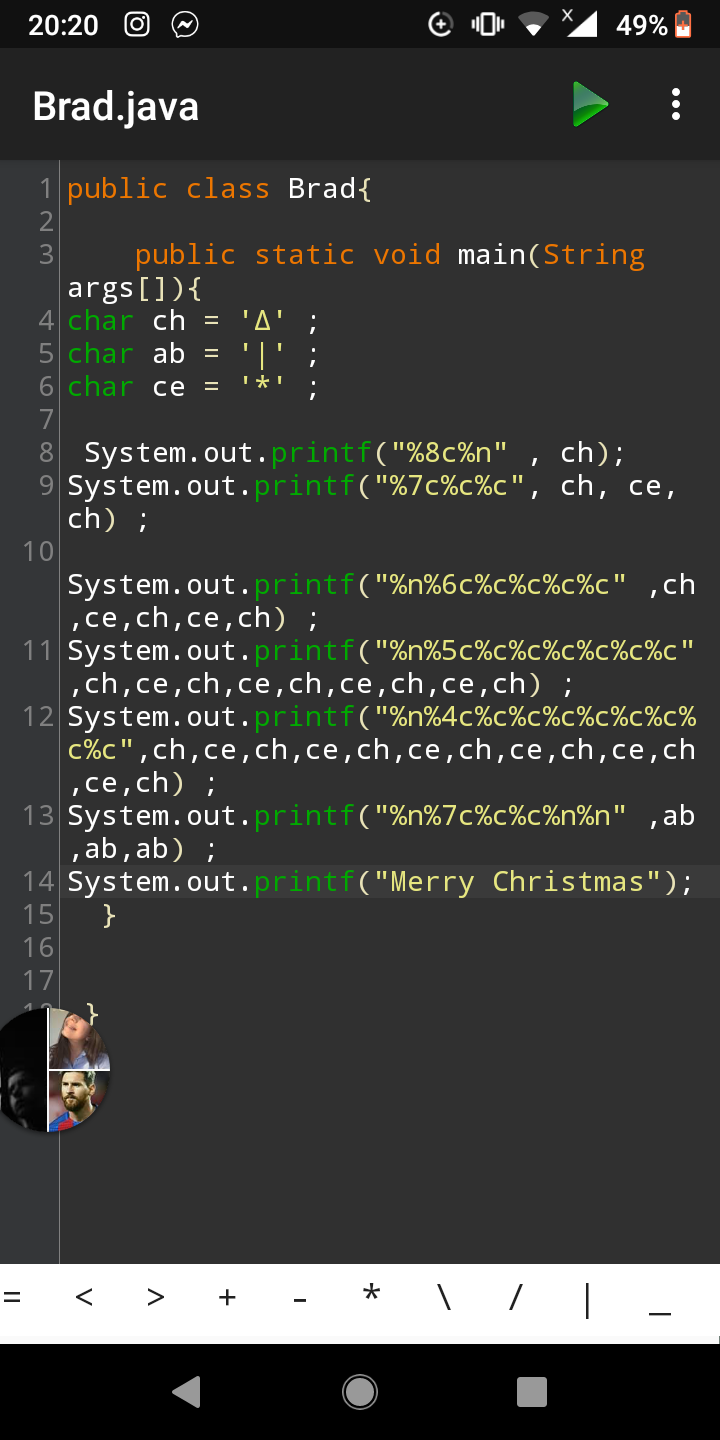 20:20
x
49%
Brad.java
1 public class Brad{
2
3     public static void main(String
args[]){
4 char ch = 'Δ' ;
5 char ab = '|' ;
6 char ce = '*' ;
7
8  System.out.printf("%8c%n" , ch);
9 System.out.printf("%7c%c%c", ch, ce,
ch) ;
10
System.out.printf("%n%6c%c%c%c%c" ,ch
,ce,ch,ce,ch) ;
11 System.out.printf("%n%5c%c%c%c%c%c%c"
,ch,ce,ch,ce,ch,ce,ch,ce,ch) ;
12 System.out.printf("%n%4c%c%c%c%c%c%c%
c%c",ch,ce,ch,ce,ch,ce,ch,ce,ch,ce,ch
,ce,ch) ;
13 System.out.printf("%n%7c%c%c%n%n" ,ab
,ab,ab) ;
14 System.out.printf("Merry Christmas");
15   }
16
17
18  }
= < > + - * \ / | _